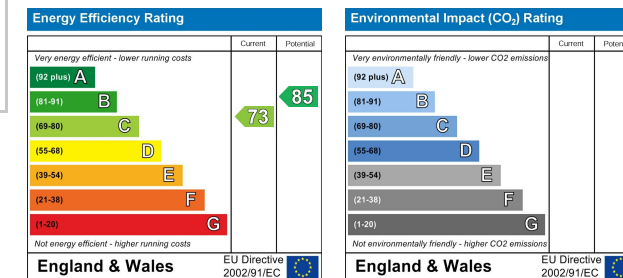 Energy Efficiency Rating
Current Potential
Very energy efficient - lower running costs
(92 plus) A
(81-91) B
85
(69-80) C
73
(55-68) D
(39-54) E
(21-38) F
(1-20) G
Not energy efficient - higher running costs
England & Wales
EU Directive
2002/91/EC
Environmental Impact (CO2) Rating
Current Poten
Very environmentally friendly - lower CO2 emissions
(92 plus) A
(81-91) B
(69-80) C
(55-68) D
(39-54) E
(21-38) F
(1-20) G
Not environmentally friendly - higher CO2 emissions
England & Wales
EU Directive
2002/91/EC